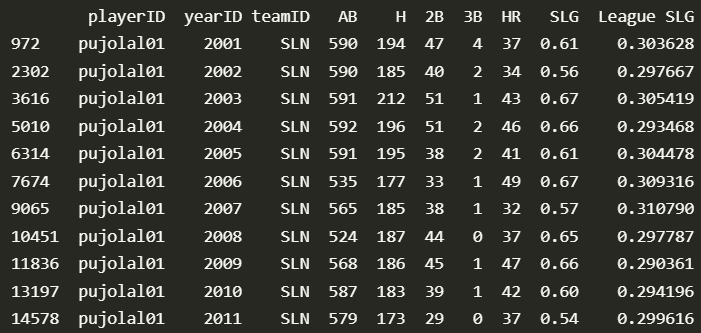 playerID yearID teamID AB H 2B 3B HR SLG League SLG
972 pujolal01 2001 SLN 590 194 47 4 37 0.61 0.303628
2302 pujolal01 2002 SLN 590 185 40 2 34 0.56 0.297667
3616 pujolal01 2003 SLN 591 212 51 1 43 0.67 0.305419
5010 pujolal01 2004 SLN 592 196 51 2 46 0.66 0.293468
6314 pujolal01 2005 SLN 591 195 38 2 41 0.61 0.304478
7674 pujolal01 2006 SLN 535 177 33 1 49 0.67 0.309316
9065 pujolal01 2007 SLN 565 185 38 1 32 0.57 0.310790
10451 pujolal01 2008 SLN 524 187 44 0 37 0.65 0.297787
11836 pujolal01 2009 SLN 568 186 45 1 47 0.66 0.290361
13197 pujolal01 2010 SLN 587 183 39 1 42 0.60 0.294196
14578 pujolal01 2011 SLN 579 173 29 0 37 0.54 0.299616